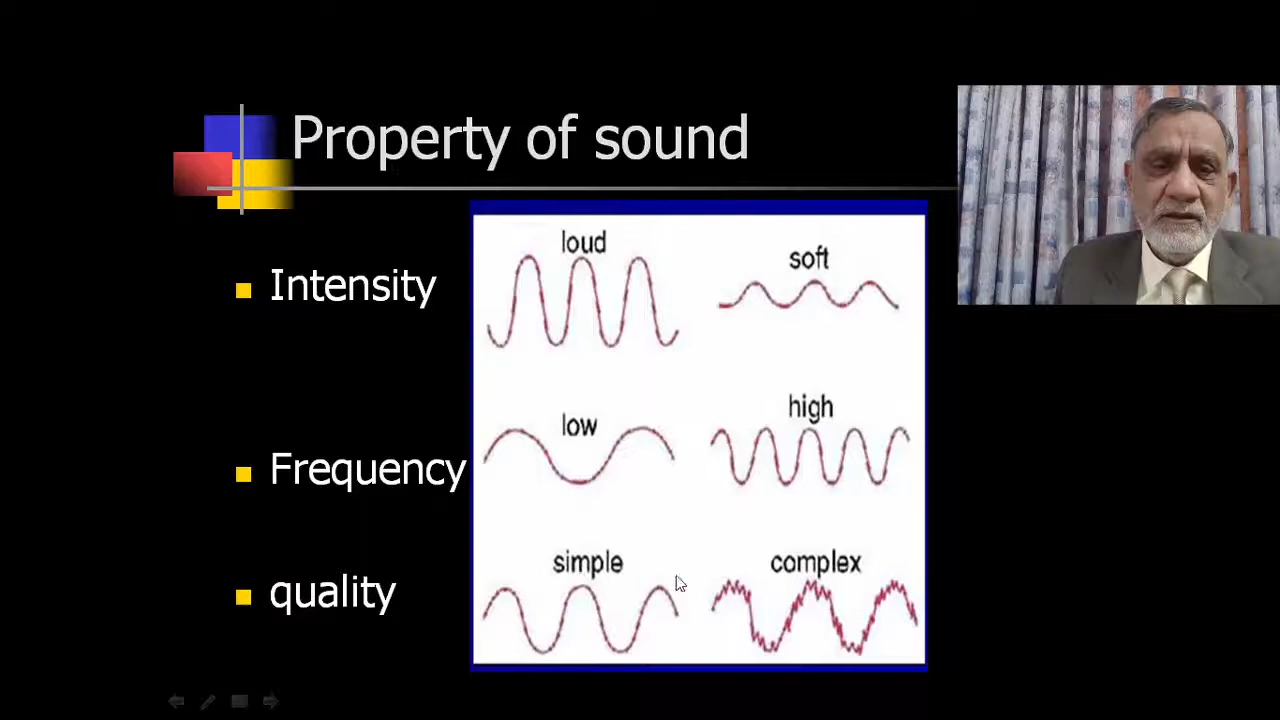 Property of sound
Intensity
loud
soft
Frequency
low
high
quality
simple
complex